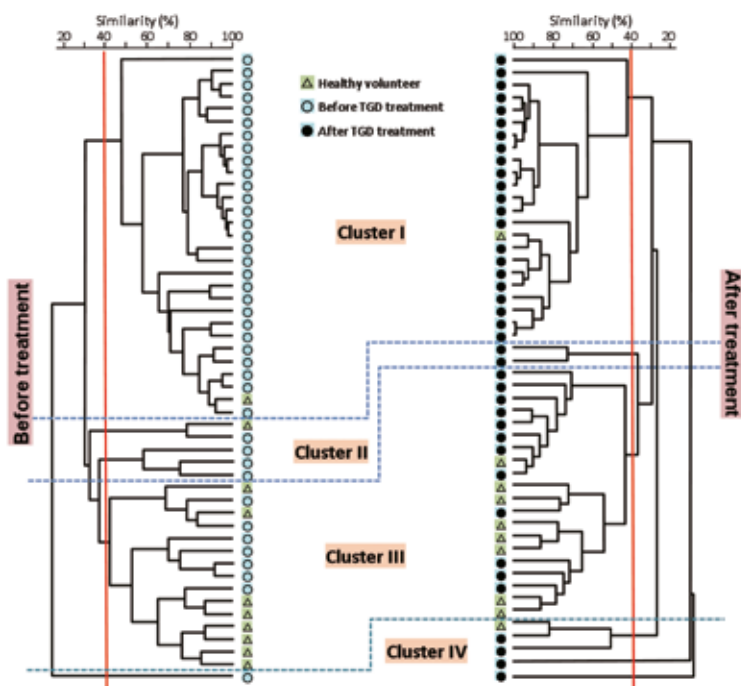 Similarity (%)
20 40 60 80 100
Similarity (%)
100 80 60 40 20
Healthy volunteer
Before TGD treatment
After TGD treatment
Cluster I
Before treatment
After treatment
Cluster II
Cluster III
Cluster IV